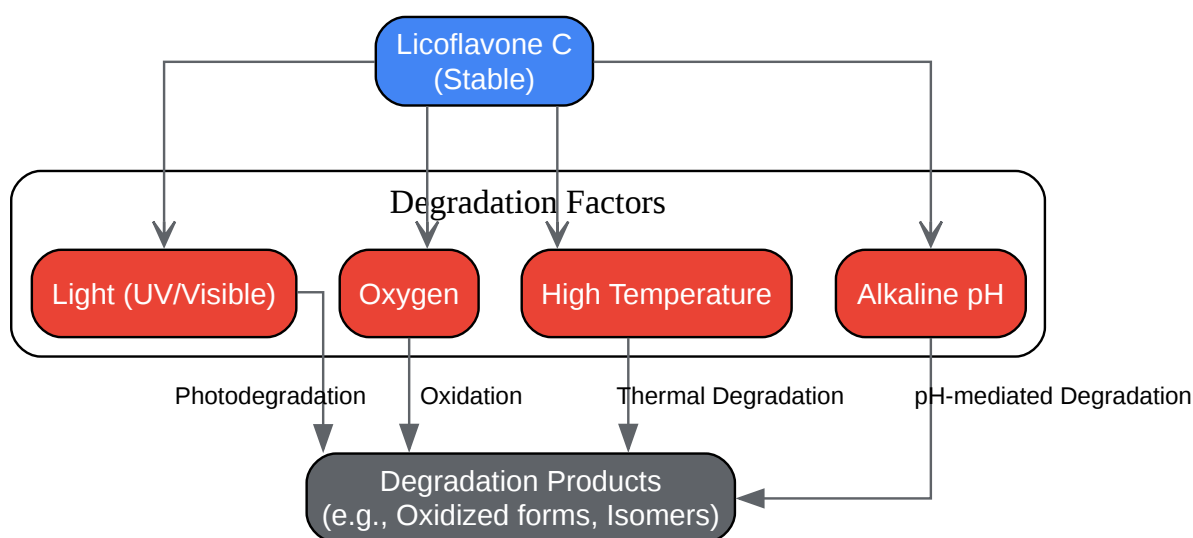 Licoflavone C
(Stable)
Degradation Factors
Light (UV/Visible)
Oxygen
High Temperature
Alkaline pH
Photodegradation
Oxidation
Thermal Degradation
pH-mediated Degradation
Degradation Products
(e.g., Oxidized forms, Isomers)